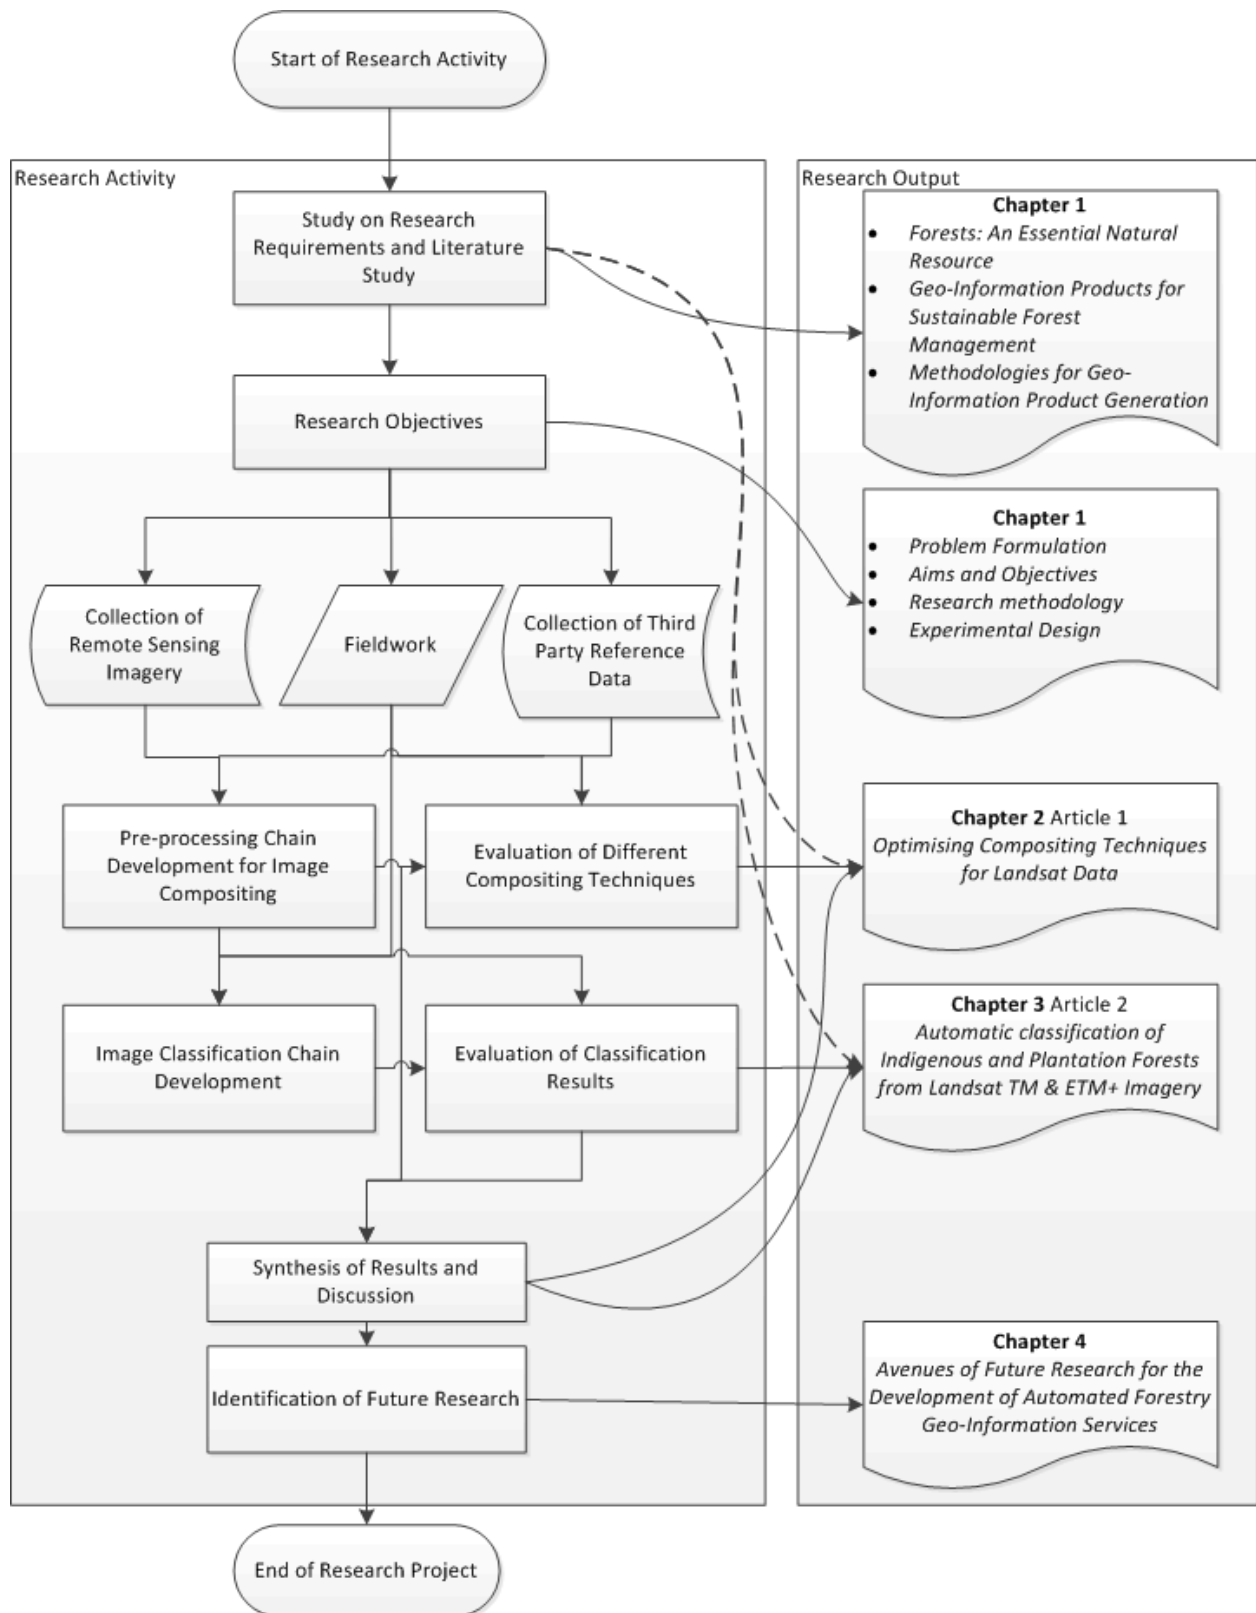 Start of Research Activity
Research Activity
Study on Research
Requirements and Literature
Study
Research Objectives
Collection of
Remote Sensing
Imagery
Fieldwork
Collection of Third
Party Reference
Data
Pre-processing Chain
Development for Image
Compositing
Evaluation of Different
Compositing Techniques
Image Classification Chain
Development
Evaluation of Classification
Results
Synthesis of Results and
Discussion
Identification of Future Research
End of Research Project
Research Output
Chapter 1
• Forests: An Essential Natural
Resource
• Geo-Information Products for
Sustainable Forest
Management
• Methodologies for Geo-
Information Product Generation
Chapter 1
• Problem Formulation
• Aims and Objectives
• Research methodology
• Experimental Design
Chapter 2 Article 1
Optimising Compositing Techniques
for Landsat Data
Chapter 3 Article 2
Automatic classification of
Indigenous and Plantation Forests
from Landsat TM & ETM+ Imagery
Chapter 4
Avenues of Future Research for the
Development of Automated Forestry
Geo-Information Services